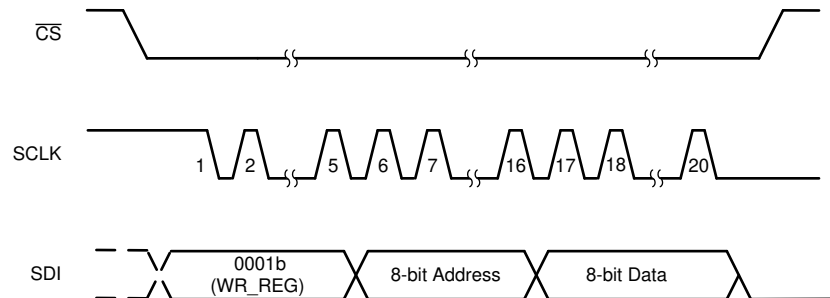 CS
SCLK
1 2 5 6 7 16 17 18 20
SDI
0001b
(WR_REG)
8-bit Address
8-bit Data